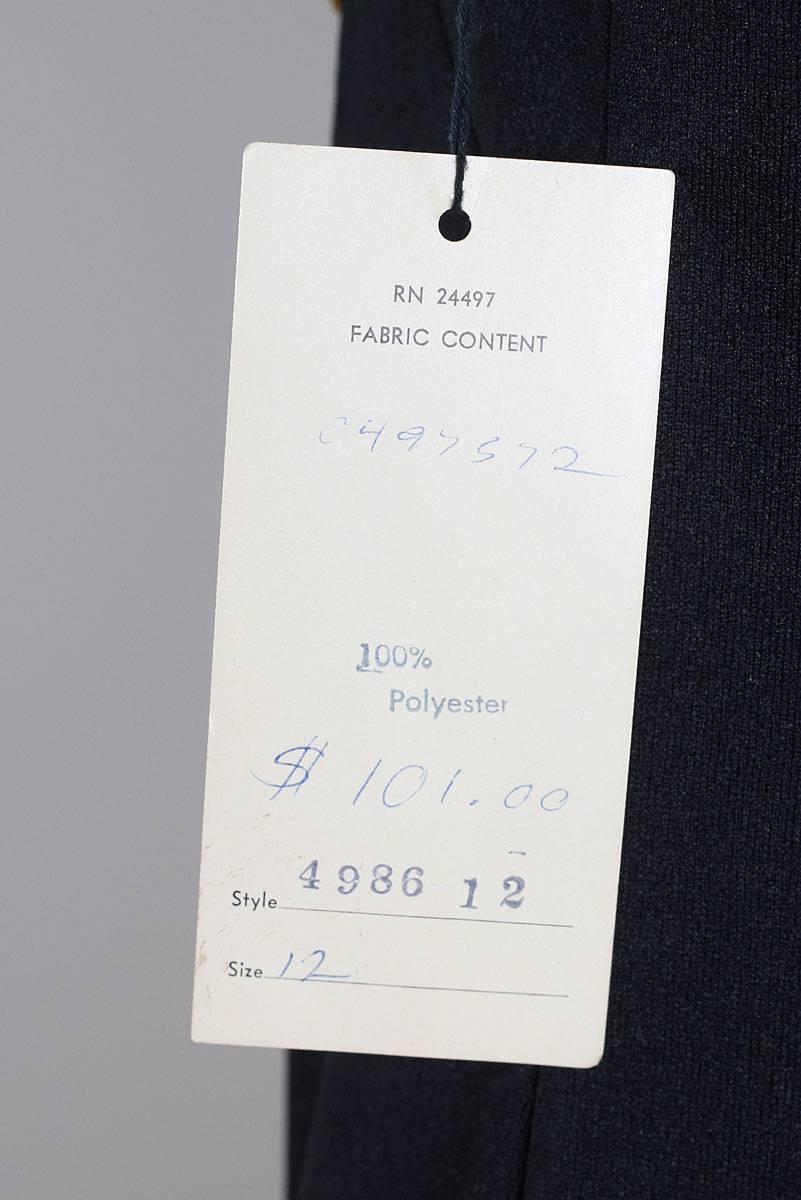 RN 24497
FABRIC CONTENT
C497572
100%
Polyester
$ 101.00
Style 4986 12
Size 12